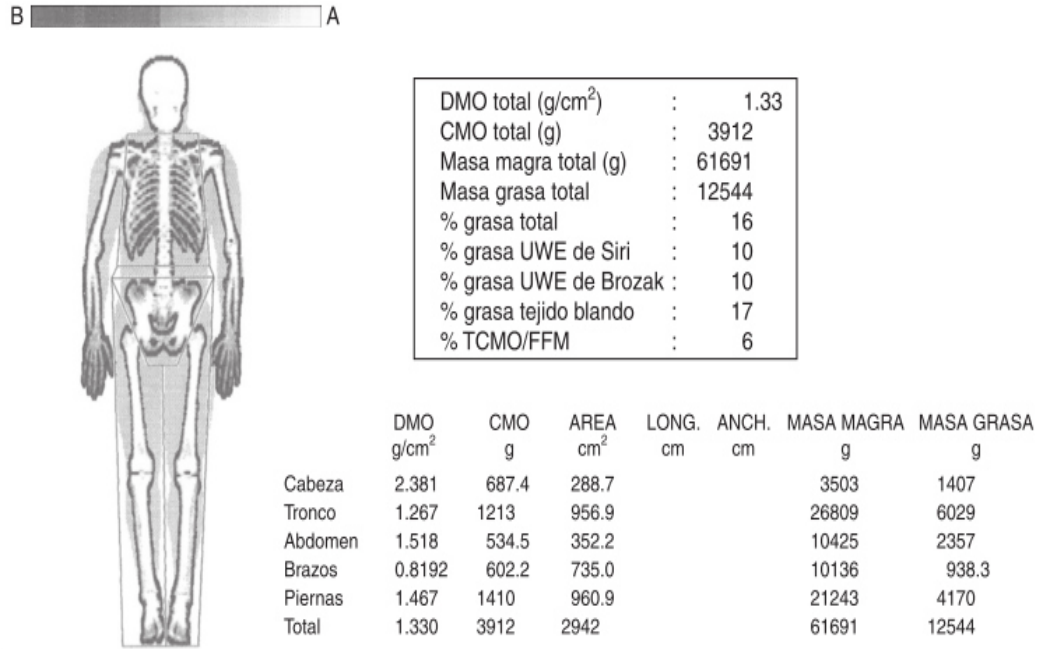 B A
DMO total (g/cm²) : 1.33
CMO total (g) : 3912
Masa magra total (g) : 61691
Masa grasa total : 12544
% grasa total : 16
% grasa UWE de Siri : 10
% grasa UWE de Brozak : 10
% grasa tejido blando : 17
% TCMO/FFM : 6
DMO CMO AREA LONG. ANCH. MASA MAGRA MASA GRASA
g/cm² g cm² cm cm g g
Cabeza 2.381 687.4 288.7 3503 1407
Tronco 1.267 1213 956.9 26809 6029
Abdomen 1.518 534.5 352.2 10425 2357
Brazos 0.8192 602.2 735.0 10136 938.3
Piernas 1.467 1410 960.9 21243 4170
Total 1.330 3912 2942 61691 12544